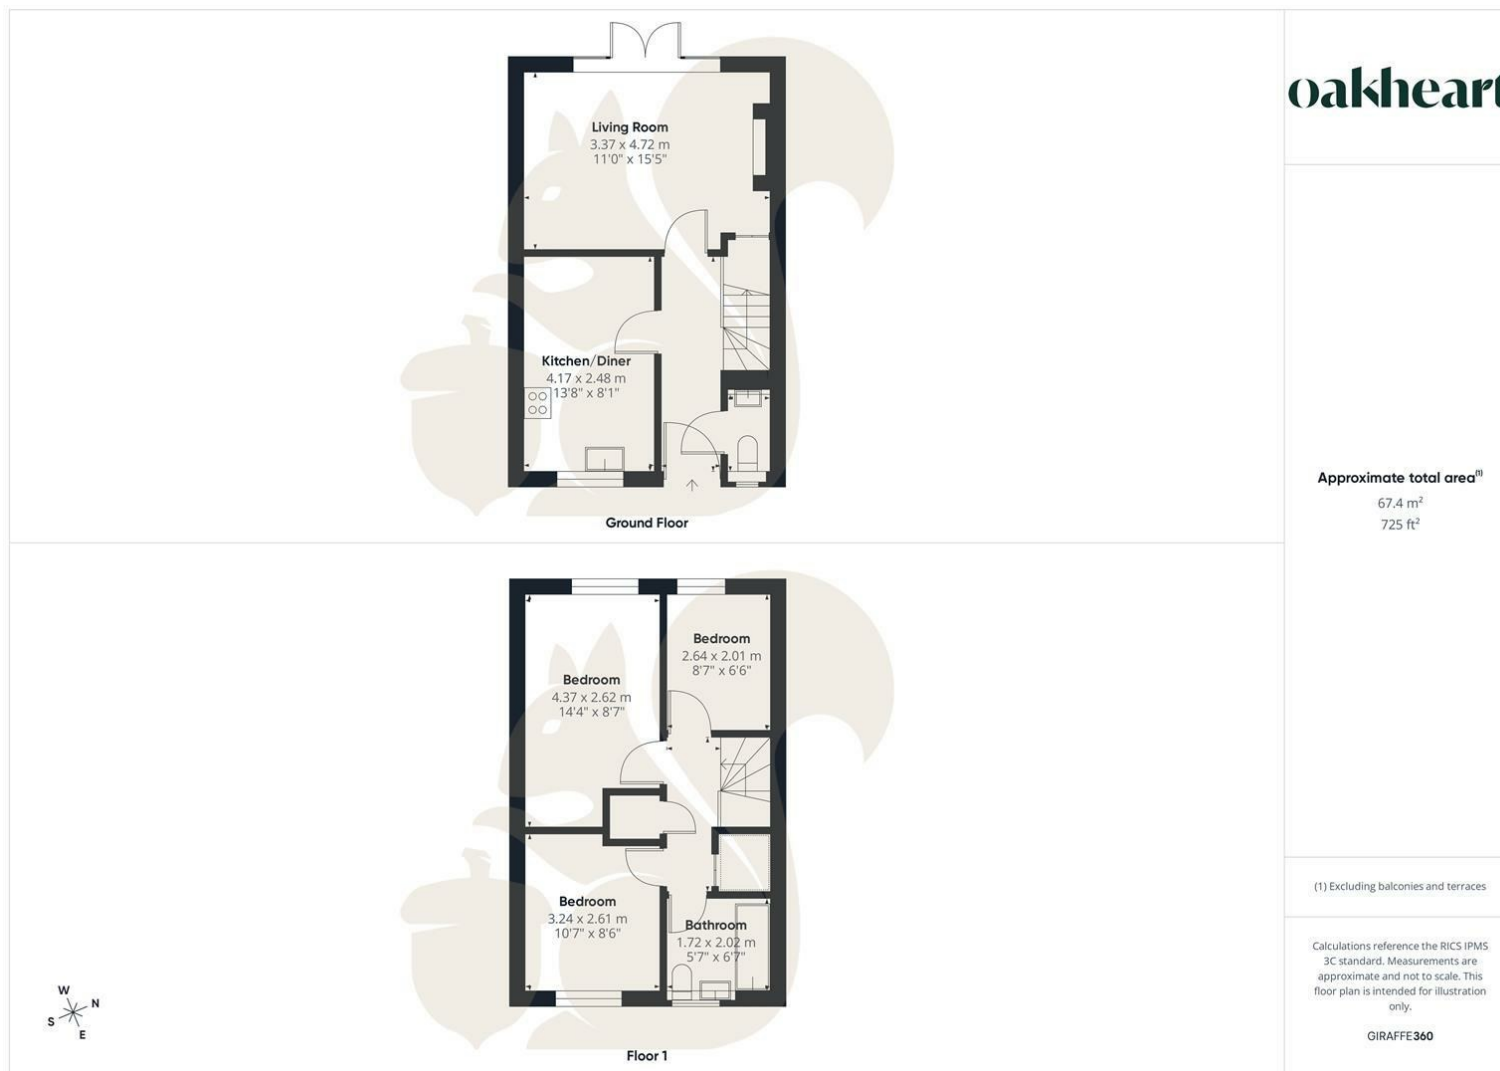 Living Room
3.37 x 4.72 m
11'0" x 15'5"
Kitchen/Diner
4.17 x 2.48 m
13'8" x 8'1"
Ground Floor
Bedroom
2.64 x 2.01 m
8'7" x 6'6"
Bedroom
4.37 x 2.62 m
14'4" x 8'7"
Bedroom
3.24 x 2.61 m
10'7" x 8'6"
Bathroom
1.72 x 2.02 m
5'7" x 6'7"
Floor 1
W
N
S
E
oakheart
Approximate total area(1)
67.4 m²
725 ft²
(1) Excluding balconies and terraces
Calculations reference the RICS IPMS
3C standard. Measurements are
approximate and not to scale. This
floor plan is intended for illustration
only.
GIRAFFE360